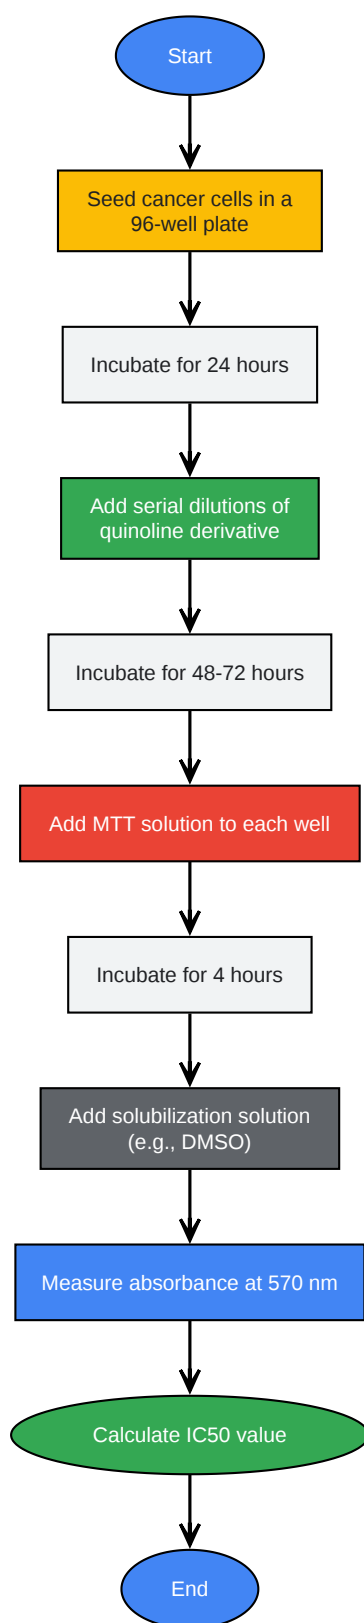 Start
Seed cancer cells in a
96-well plate
Incubate for 24 hours
Add serial dilutions of
quinoline derivative
Incubate for 48-72 hours
Add MTT solution to each well
Incubate for 4 hours
Add solubilization solution
(e.g., DMSO)
Measure absorbance at 570 nm
Calculate IC50 value
End